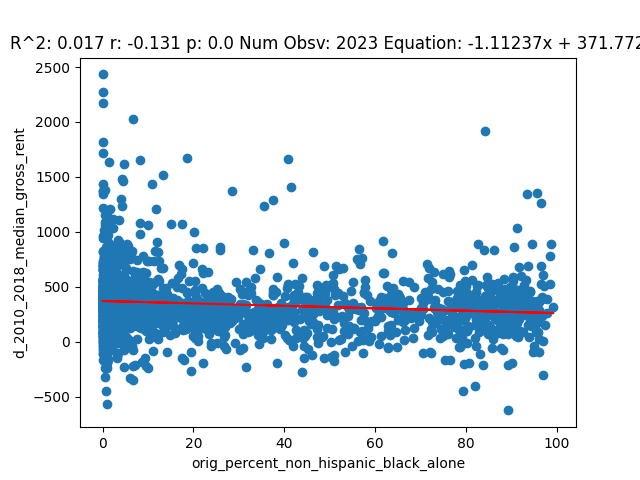 R^2: 0.017 r: -0.131 p: 0.0 Num Obsv: 2023 Equation: -1.11237x + 371.772
2500
2000
1500
1000
500
0
−500
d_2010_2018_median_gross_rent
0 20 40 60 80 100
orig_percent_non_hispanic_black_alone